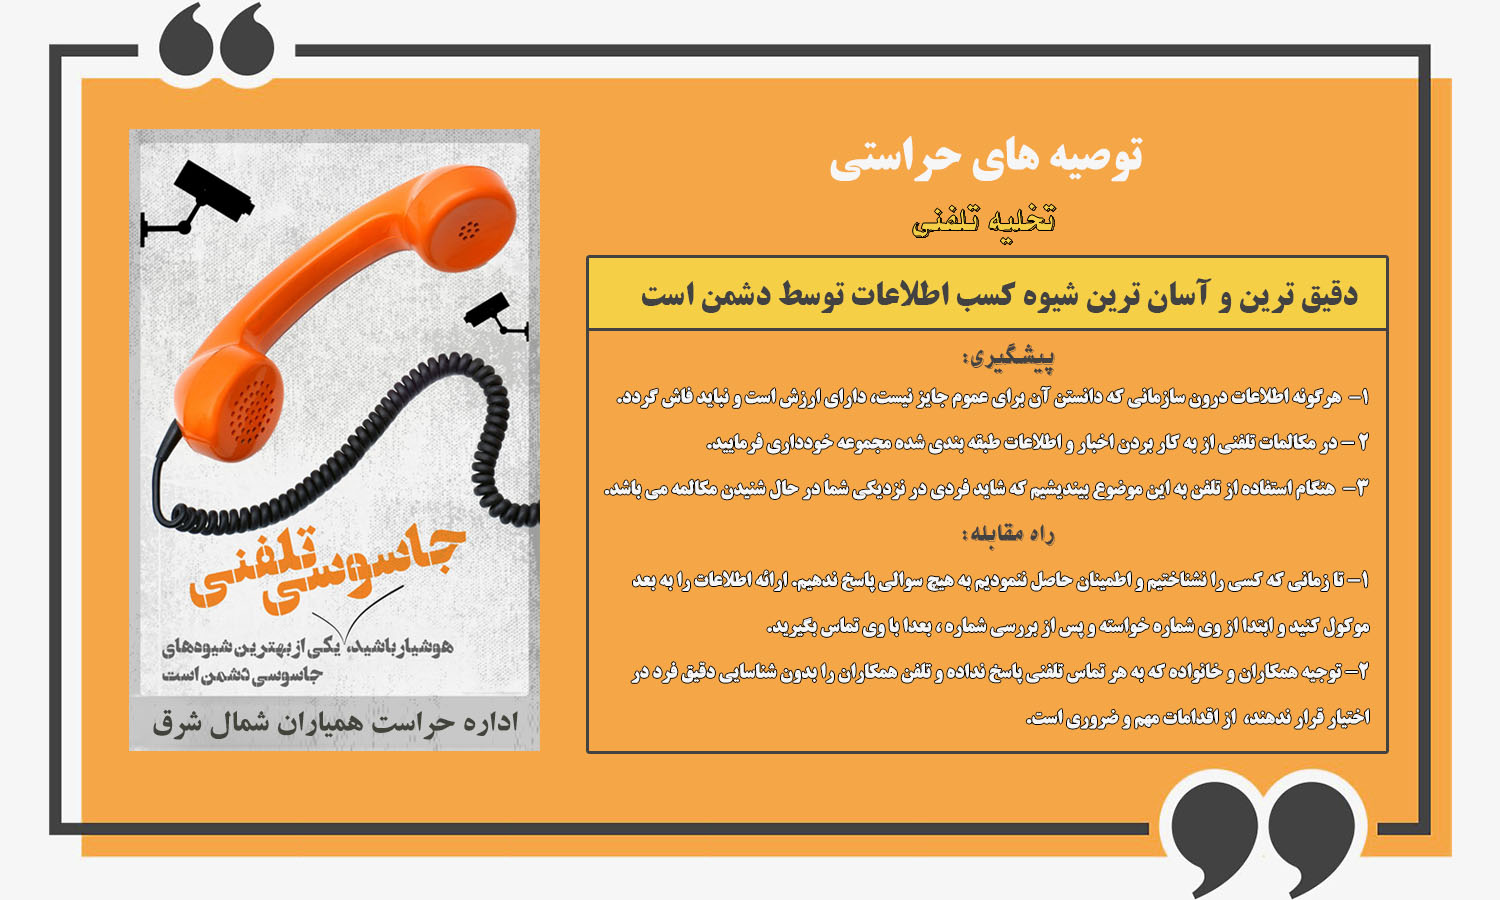 توصیه های حراستی
تخلیه تلفنی
دقیق ترین و آسان ترین شیوه کسب اطلاعات توسط دشمن است
پیشگیری:
۱- هرگونه اطلاعات درون سازمانی که دانستن آن برای عموم جایز نیست، دارای ارزش است و نباید فاش گردد.
۲ - در مکالمات تلفنی از به کار بردن اخبار و اطلاعات طبقه بندی شده مجموعه خودداری فرمایید.
۳- هنگام استفاده از تلفن به این موضوع بیندیشیم که شاید فردی در نزدیکی شما در حال شنیدن مکالمه می باشد.
راه مقابله:
۱- تا زمانی که کسی را نشناختیم و اطمینان حاصل ننمودیم به هیچ سوالی پاسخ ندهیم. ارائه اطلاعات را به بعد
موکول کنید و ابتدا از وی شماره خواسته و پس از بررسی شماره ، بعدا با وی تماس بگیرید.
۲- توجیه همکاران و خانواده که به هر تماس تلفنی پاسخ نداده و تلفن همکاران را بدون شناسایی دقیق فرد در
اختیار قرار ندهند، از اقدامات مهم و ضروری است.
جاسوسی تلفنی
هوشیار باشید، یکی از بهترین شیوه‌های
جاسوسی دشمن است
اداره حراست همیاران شمال شرق